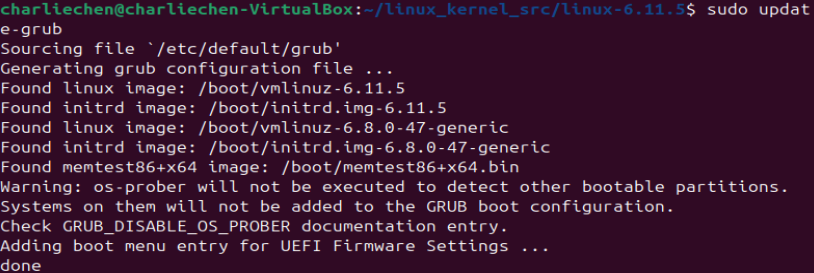 charliechen@charliechen-VirtualBox:~/linux_kernel_src/linux-6.11.5$ sudo updat
e-grub
Sourcing file `/etc/default/grub'
Generating grub configuration file ...
Found linux image: /boot/vmlinuz-6.11.5
Found initrd image: /boot/initrd.img-6.11.5
Found linux image: /boot/vmlinuz-6.8.0-47-generic
Found initrd image: /boot/initrd.img-6.8.0-47-generic
Found memtest86+x64 image: /boot/memtest86+x64.bin
Warning: os-prober will not be executed to detect other bootable partitions.
Systems on them will not be added to the GRUB boot configuration.
Check GRUB_DISABLE_OS_PROBER documentation entry.
Adding boot menu entry for UEFI Firmware Settings ...
done